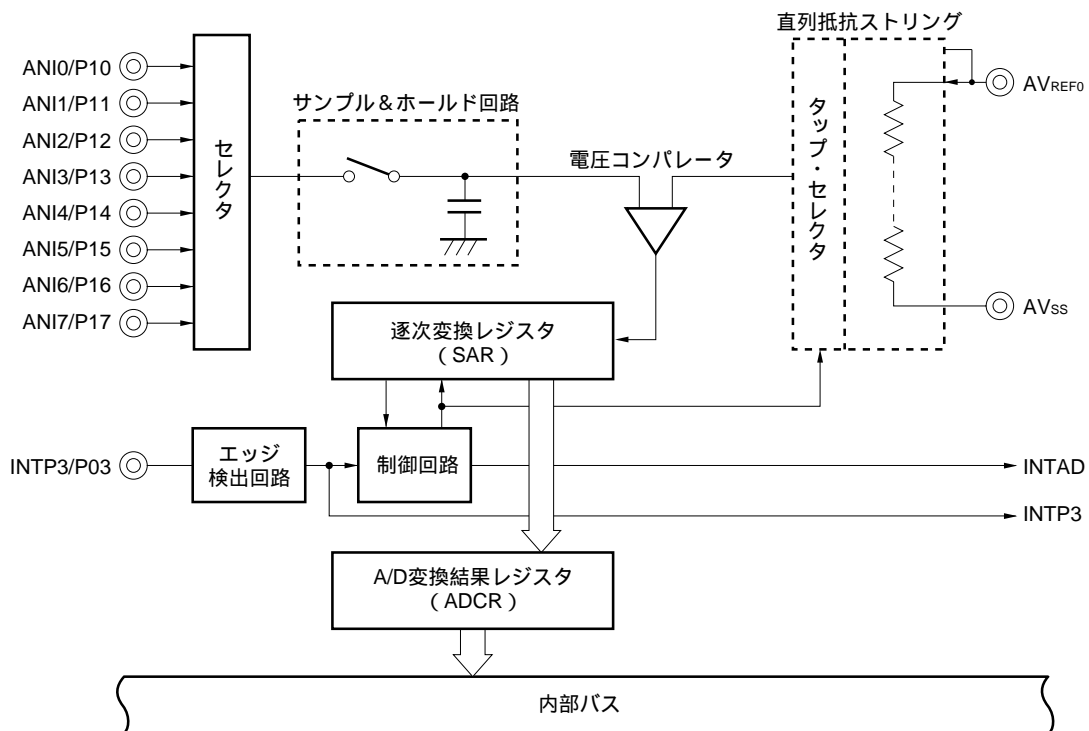 直列抵抗ストリング
ANI0/P10
ANI1/P11
ANI2/P12
ANI3/P13
ANI4/P14
ANI5/P15
ANI6/P16
ANI7/P17
セレクタ
サンプル＆ホールド回路
電圧コンパレータ
タップ・セレクタ
AVREF0
AVSS
逐次変換レジスタ
（SAR）
INTP3/P03
エッジ
検出回路
制御回路
INTAD
INTP3
A/D変換結果レジスタ
（ADCR）
内部バス